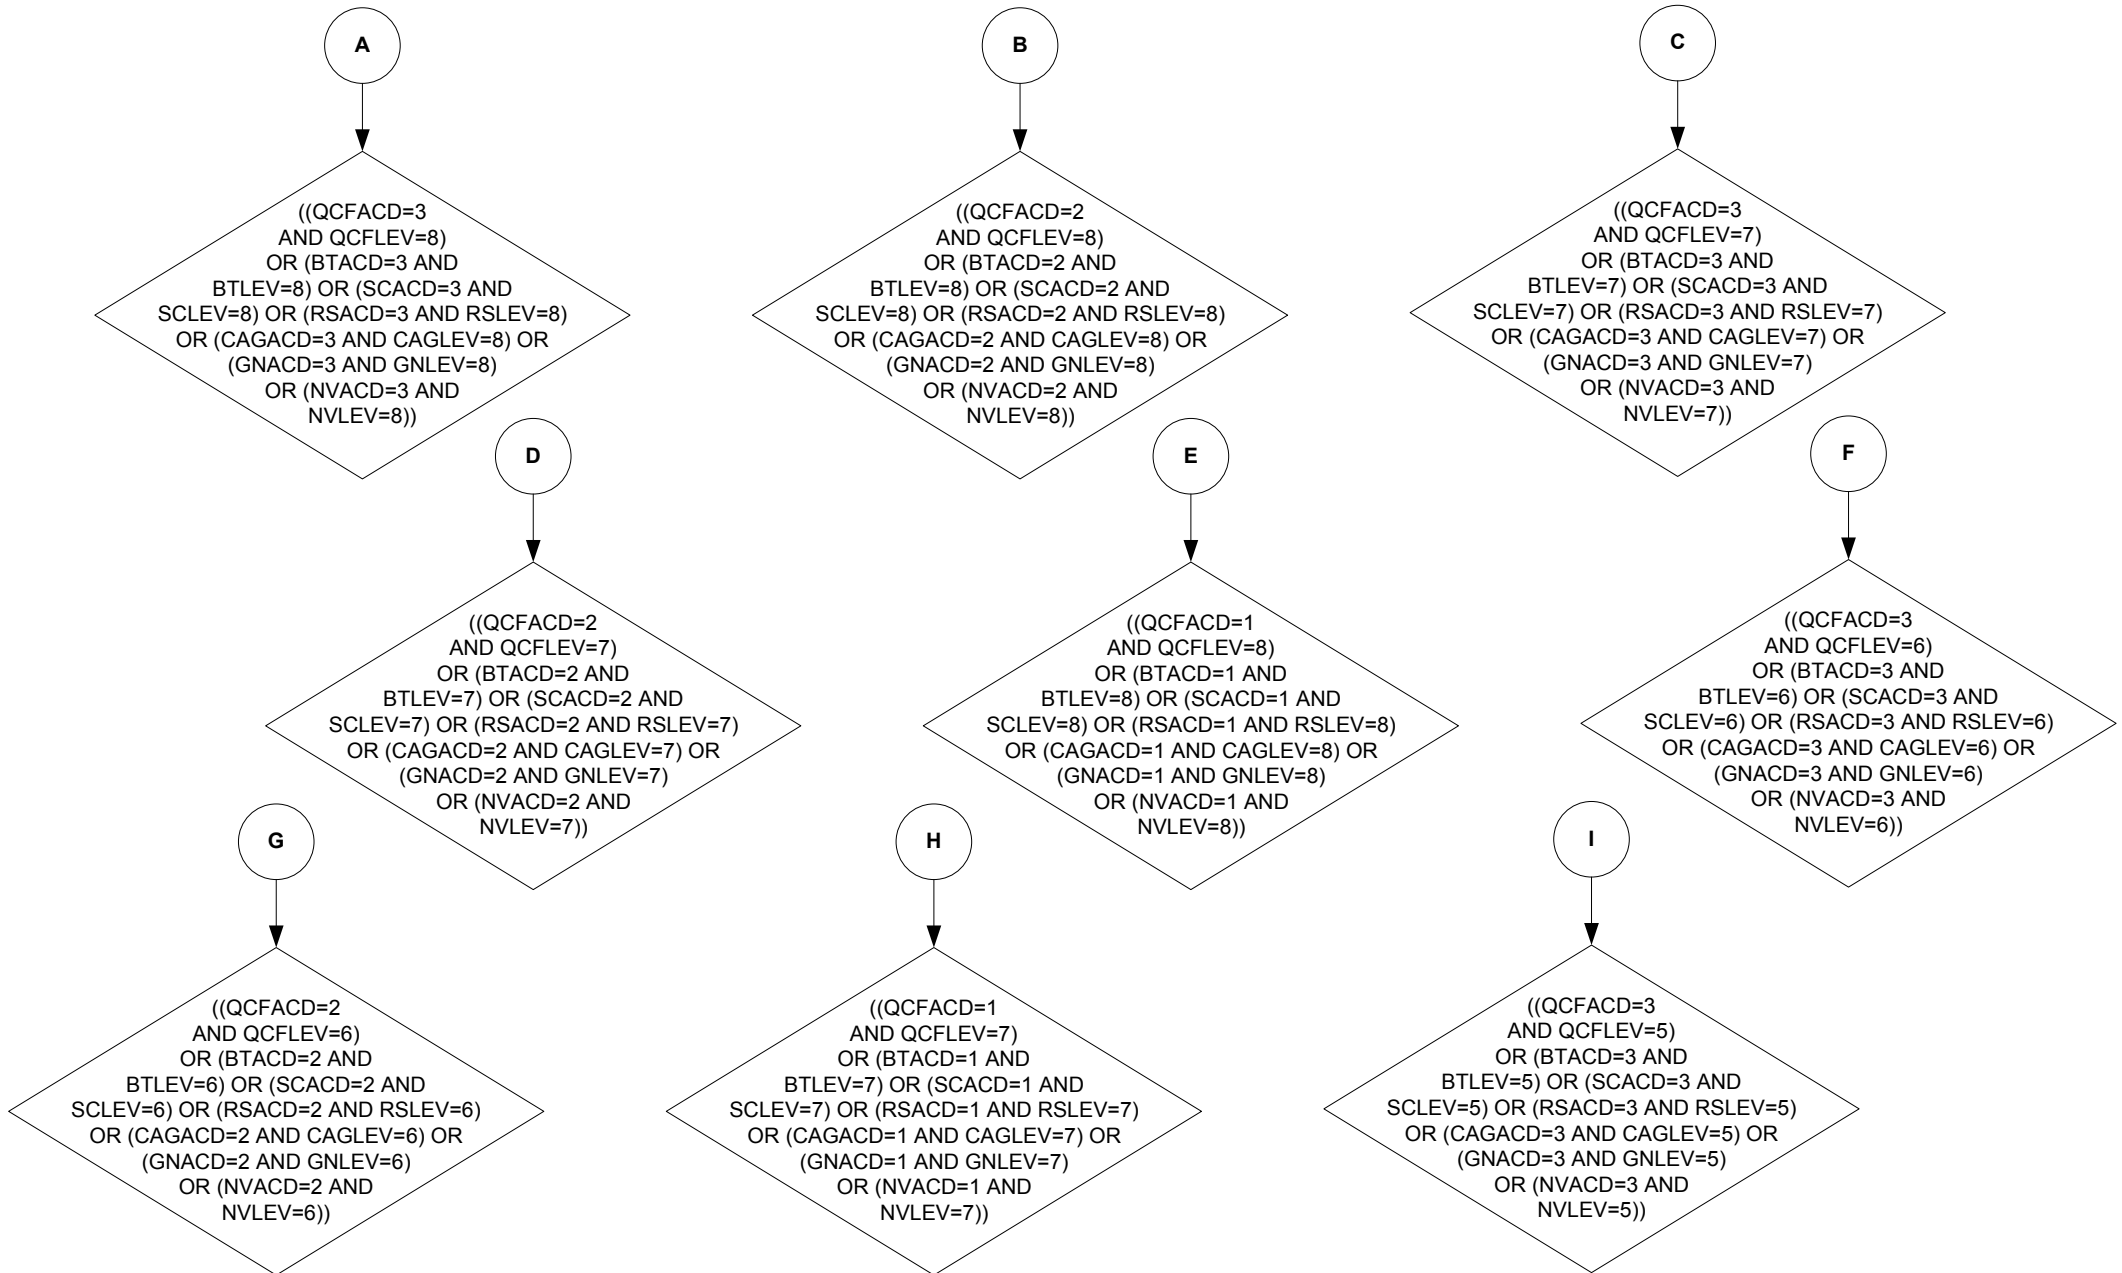 A
((QCFACD=3
AND QCFLEV=8)
OR (BTACD=3 AND
BTLEV=8) OR (SCACD=3 AND
SCLEV=8) OR (RSACD=3 AND RSLEV=8)
OR (CAGACD=3 AND CAGLEV=8) OR
(GNACD=3 AND GNLEV=8)
OR (NVACD=3 AND
NVLEV=8))
B
((QCFACD=2
AND QCFLEV=8)
OR (BTACD=2 AND
BTLEV=8) OR (SCACD=2 AND
SCLEV=8) OR (RSACD=2 AND RSLEV=8)
OR (CAGACD=2 AND CAGLEV=8) OR
(GNACD=2 AND GNLEV=8)
OR (NVACD=2 AND
NVLEV=8))
C
((QCFACD=3
AND QCFLEV=7)
OR (BTACD=3 AND
BTLEV=7) OR (SCACD=3 AND
SCLEV=7) OR (RSACD=3 AND RSLEV=7)
OR (CAGACD=3 AND CAGLEV=7) OR
(GNACD=3 AND GNLEV=7)
OR (NVACD=3 AND
NVLEV=7))
D
((QCFACD=2
AND QCFLEV=7)
OR (BTACD=2 AND
BTLEV=7) OR (SCACD=2 AND
SCLEV=7) OR (RSACD=2 AND RSLEV=7)
OR (CAGACD=2 AND CAGLEV=7) OR
(GNACD=2 AND GNLEV=7)
OR (NVACD=2 AND
NVLEV=7))
E
((QCFACD=1
AND QCFLEV=8)
OR (BTACD=1 AND
BTLEV=8) OR (SCACD=1 AND
SCLEV=8) OR (RSACD=1 AND RSLEV=8)
OR (CAGACD=1 AND CAGLEV=8) OR
(GNACD=1 AND GNLEV=8)
OR (NVACD=1 AND
NVLEV=8))
F
((QCFACD=3
AND QCFLEV=6)
OR (BTACD=3 AND
BTLEV=6) OR (SCACD=3 AND
SCLEV=6) OR (RSACD=3 AND RSLEV=6)
OR (CAGACD=3 AND CAGLEV=6) OR
(GNACD=3 AND GNLEV=6)
OR (NVACD=3 AND
NVLEV=6))
G
((QCFACD=2
AND QCFLEV=6)
OR (BTACD=2 AND
BTLEV=6) OR (SCACD=2 AND
SCLEV=6) OR (RSACD=2 AND RSLEV=6)
OR (CAGACD=2 AND CAGLEV=6) OR
(GNACD=2 AND GNLEV=6)
OR (NVACD=2 AND
NVLEV=6))
H
((QCFACD=1
AND QCFLEV=7)
OR (BTACD=1 AND
BTLEV=7) OR (SCACD=1 AND
SCLEV=7) OR (RSACD=1 AND RSLEV=7)
OR (CAGACD=1 AND CAGLEV=7) OR
(GNACD=1 AND GNLEV=7)
OR (NVACD=1 AND
NVLEV=7))
I
((QCFACD=3
AND QCFLEV=5)
OR (BTACD=3 AND
BTLEV=5) OR (SCACD=3 AND
SCLEV=5) OR (RSACD=3 AND RSLEV=5)
OR (CAGACD=3 AND CAGLEV=5) OR
(GNACD=3 AND GNLEV=5)
OR (NVACD=3 AND
NVLEV=5))